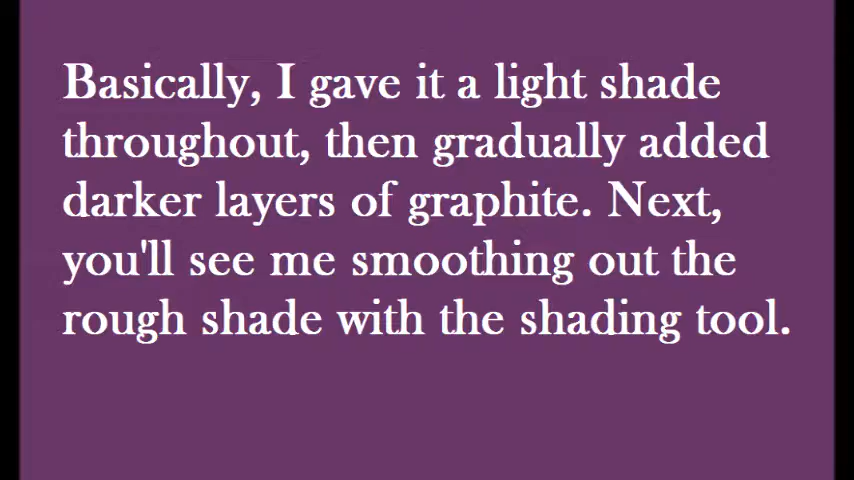 Basically, I gave it a light shade
throughout, then gradually added
darker layers of graphite. Next,
you'll see me smoothing out the
rough shade with the shading tool.